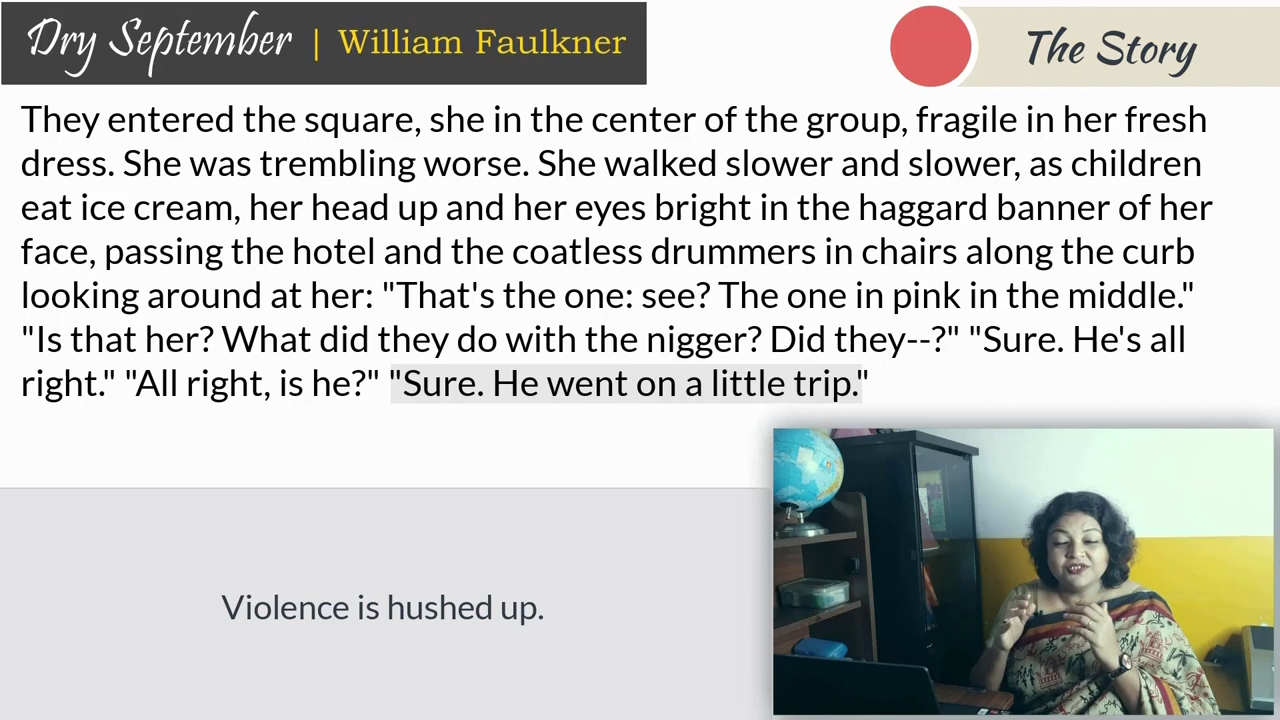 Dry September | William Faulkner
The Story
They entered the square, she in the center of the group, fragile in her fresh
dress. She was trembling worse. She walked slower and slower, as children
eat ice cream, her head up and her eyes bright in the haggard banner of her
face, passing the hotel and the coatless drummers in chairs along the curb
looking around at her: "That's the one: see? The one in pink in the middle."
"Is that her? What did they do with the nigger? Did they--?" "Sure. He's all
right." "All right, is he?" "Sure. He went on a little trip."
Violence is hushed up.